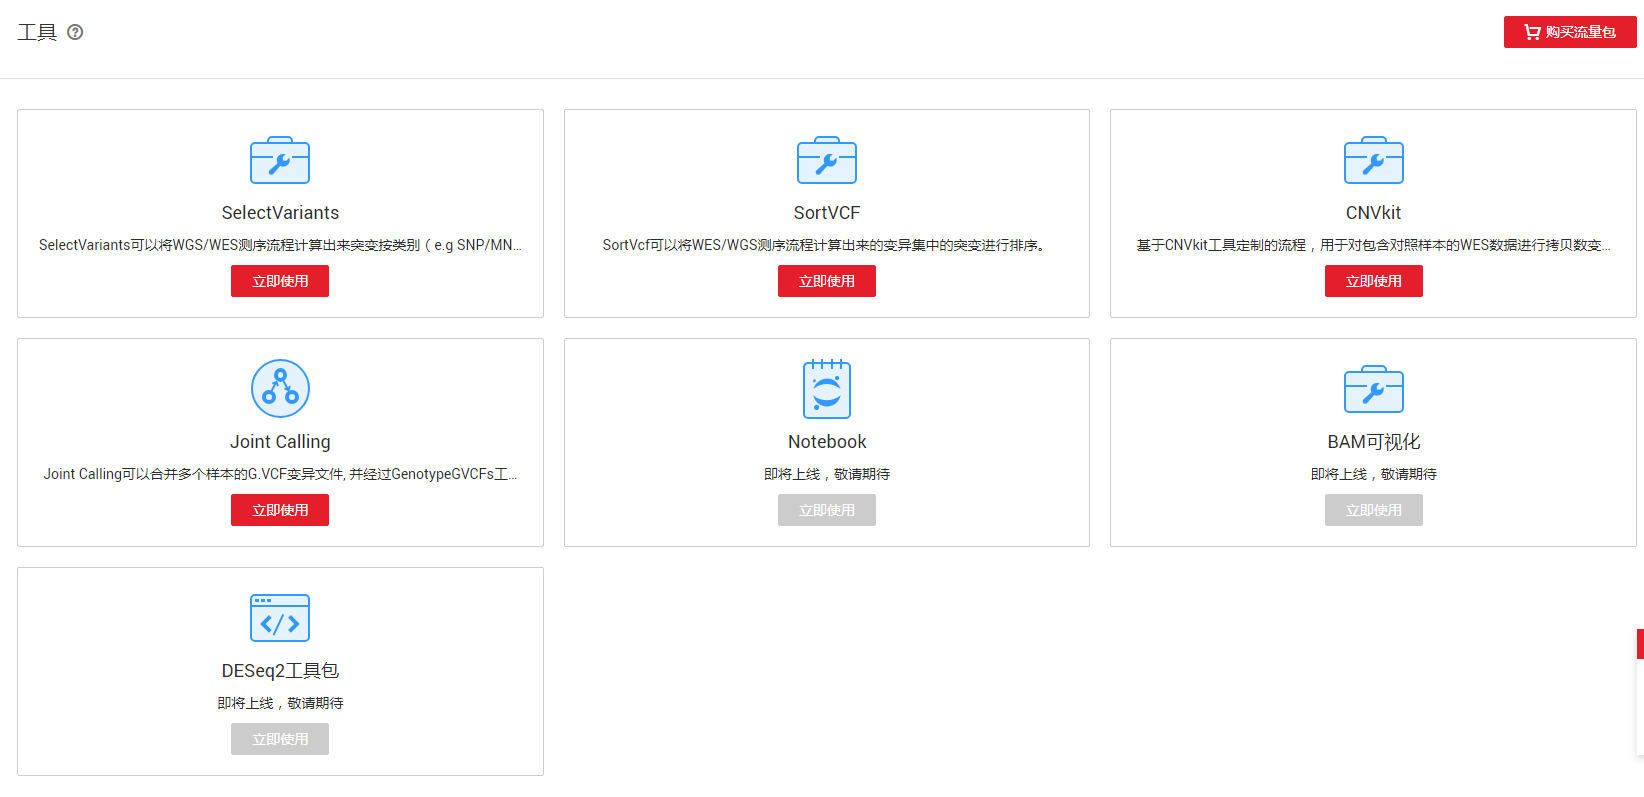 工具
购买流量包
SelectVariants
SelectVariants可以将WGS/WES测序流程计算出来突变按类别（e.g SNP/MN...
立即使用
SortVCF
SortVcf可以将WES/WGS测序流程计算出来的变异集中的突变进行排序。
立即使用
CNVkit
基于CNVkit工具定制的流程，用于对包含对照样本的WES数据进行拷贝数变...
立即使用
Joint Calling
Joint Calling可以合并多个样本的G.VCF变异文件, 并经过GenotypeGVCFs工...
立即使用
Notebook
即将上线，敬请期待
立即使用
BAM可视化
即将上线，敬请期待
立即使用
DESeq2工具包
即将上线，敬请期待
立即使用